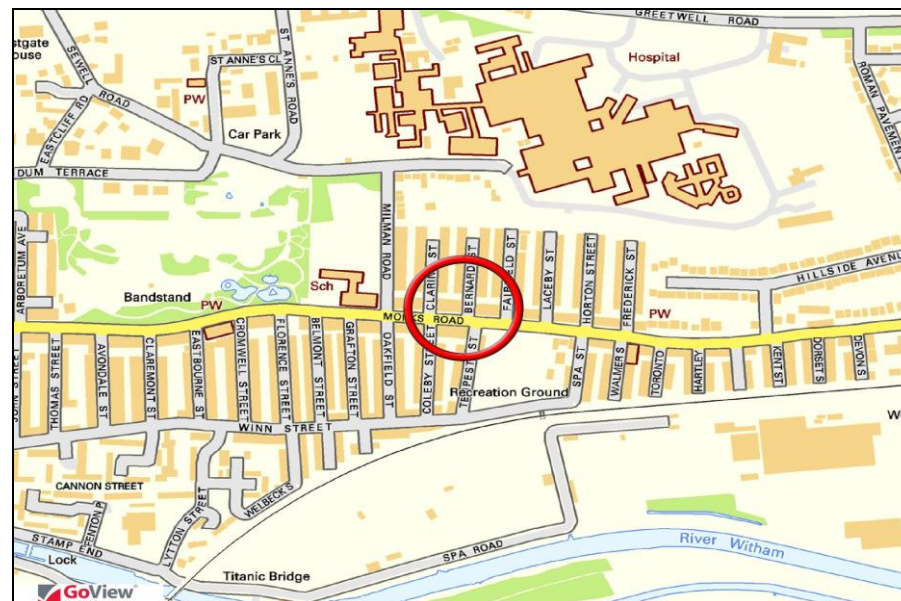 GREETWELL ROAD
stgate
ouse
SEWELL ROAD
ST ANNE'S CL
ST ANNE'S ROAD
PW
Hospital
ROMAN PAVEMENT
EASTCLIFF RD
Car Park
DUM TERRACE
MILMAN ROAD
ARBORETUM AVE
CLARINA ST
BERNARD ST
FAIRFIELD ST
LACEBY ST
HORTON STREET
FREDERICK ST
HILLSIDE AVENU
Bandstand
PW
Sch
MONKS ROAD
PW
JOHN STREET
THOMAS STREET
AVONDALE ST
CLAREMONT ST
EASTBOURNE ST
CROMWELL STREET
FLORENCE STREET
BELMONT STREET
GRAFTON STREET
OAKFIELD ST
COLEBY STREET
TEMPEST ST
Recreation Ground
SPA ST
WALMER S
TORONTO
HARTLEY
KENT ST
DORSET S
DEVON S
WINN STREET
CANNON STREET
WELBECK S
LYTTON STREET
FENTON P
STAMP END
Lock
SPA ROAD
River Witham
Titanic Bridge
GoView